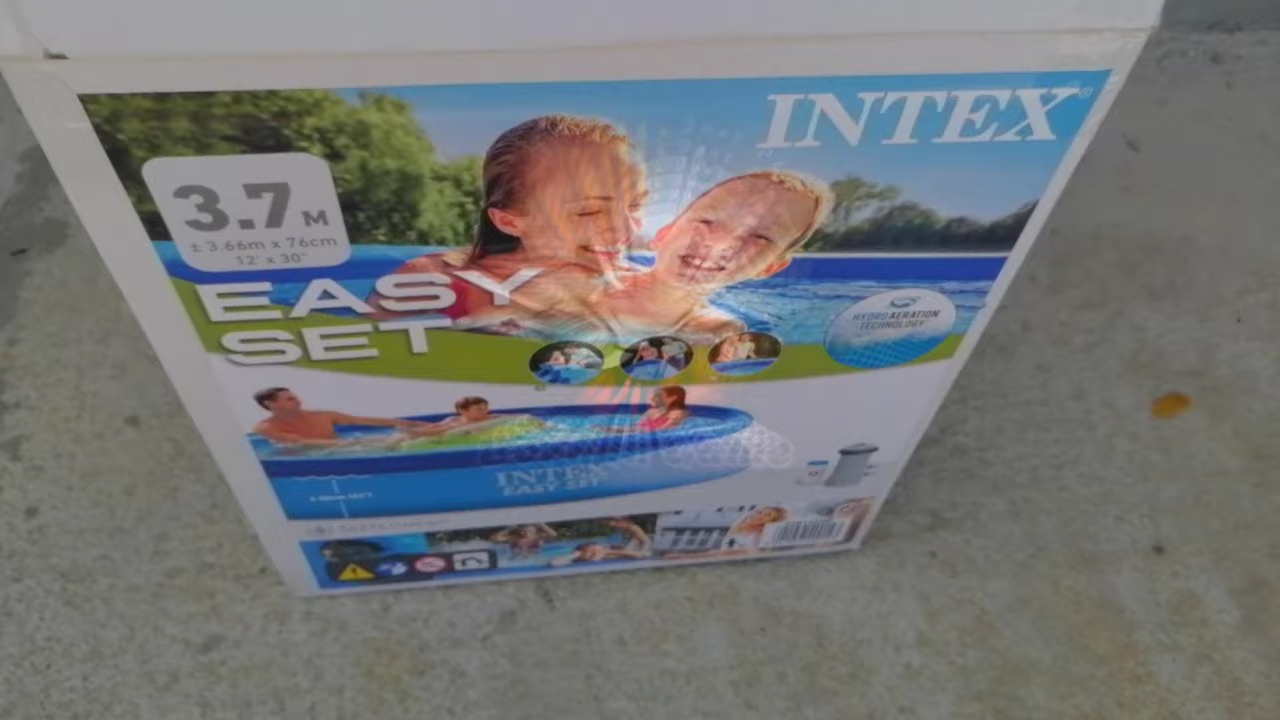 INTEX®
3.7 M
± 3.66m x 76cm
12' x 30"
EASY
SET
HYDRO AERATION
TECHNOLOGY
INTEX
EASY SET